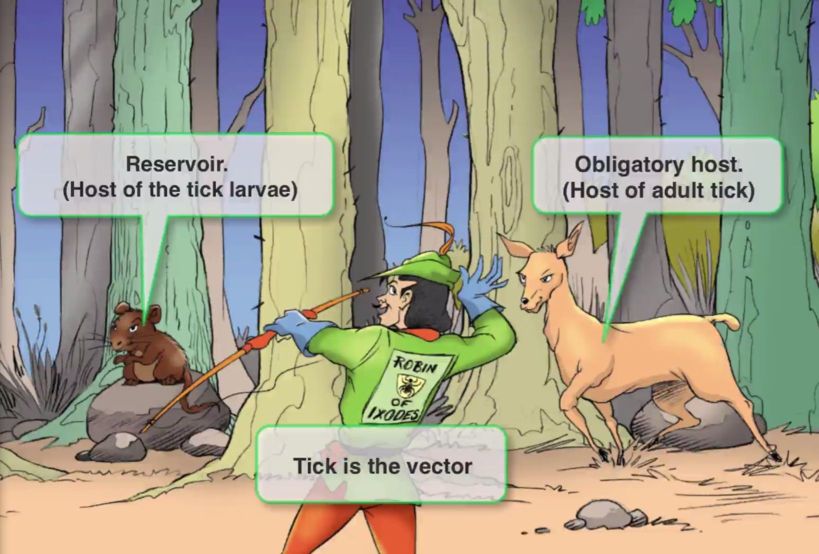 Reservoir.
(Host of the tick larvae)
Obligatory host.
(Host of adult tick)
ROBIN
OF
IXODES
Tick is the vector